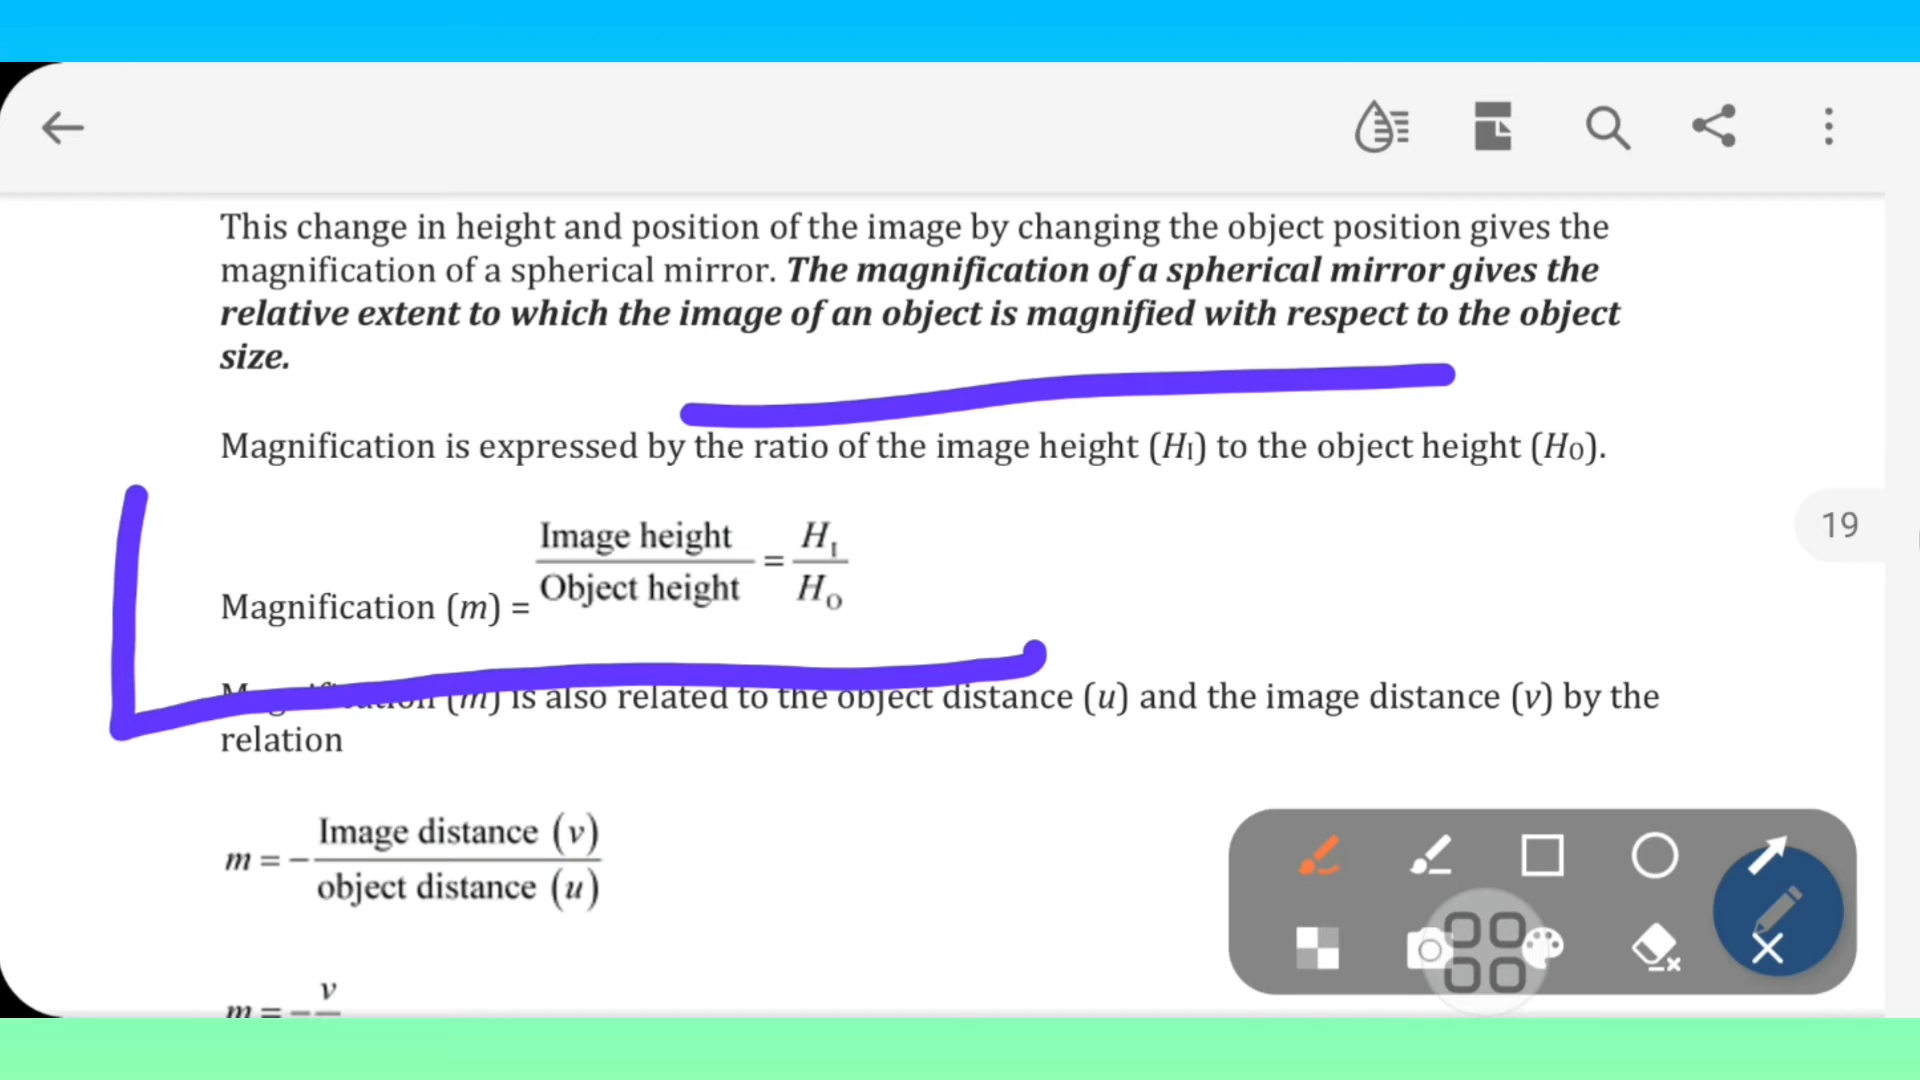 This change in height and position of the image by changing the object position gives the
magnification of a spherical mirror. The magnification of a spherical mirror gives the
relative extent to which the image of an object is magnified with respect to the object
size.
Magnification is expressed by the ratio of the image height (HI) to the object height (HO).
Magnification (m) = Image height / Object height = HI / HO
Magnification (m) is also related to the object distance (u) and the image distance (v) by the
relation
m = − Image distance (v) / object distance (u)
m = − v
19